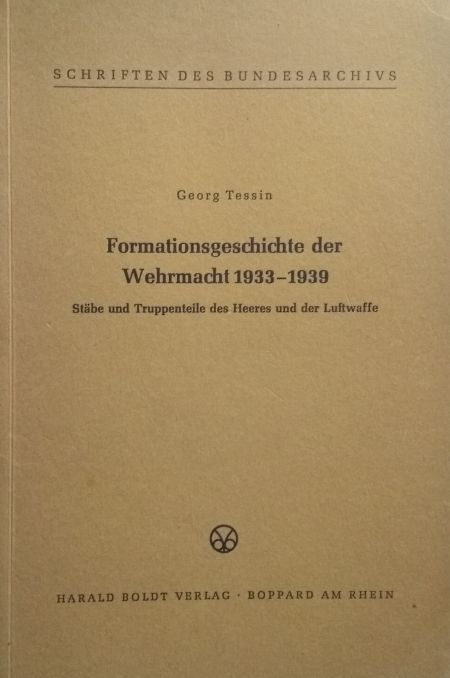 SCHRIFTEN DES BUNDESARCHIVS
Georg Tessin
Formationsgeschichte der
Wehrmacht 1933–1939
Stäbe und Truppenteile des Heeres und der Luftwaffe
HARALD BOLDT VERLAG · BOPPARD AM RHEIN